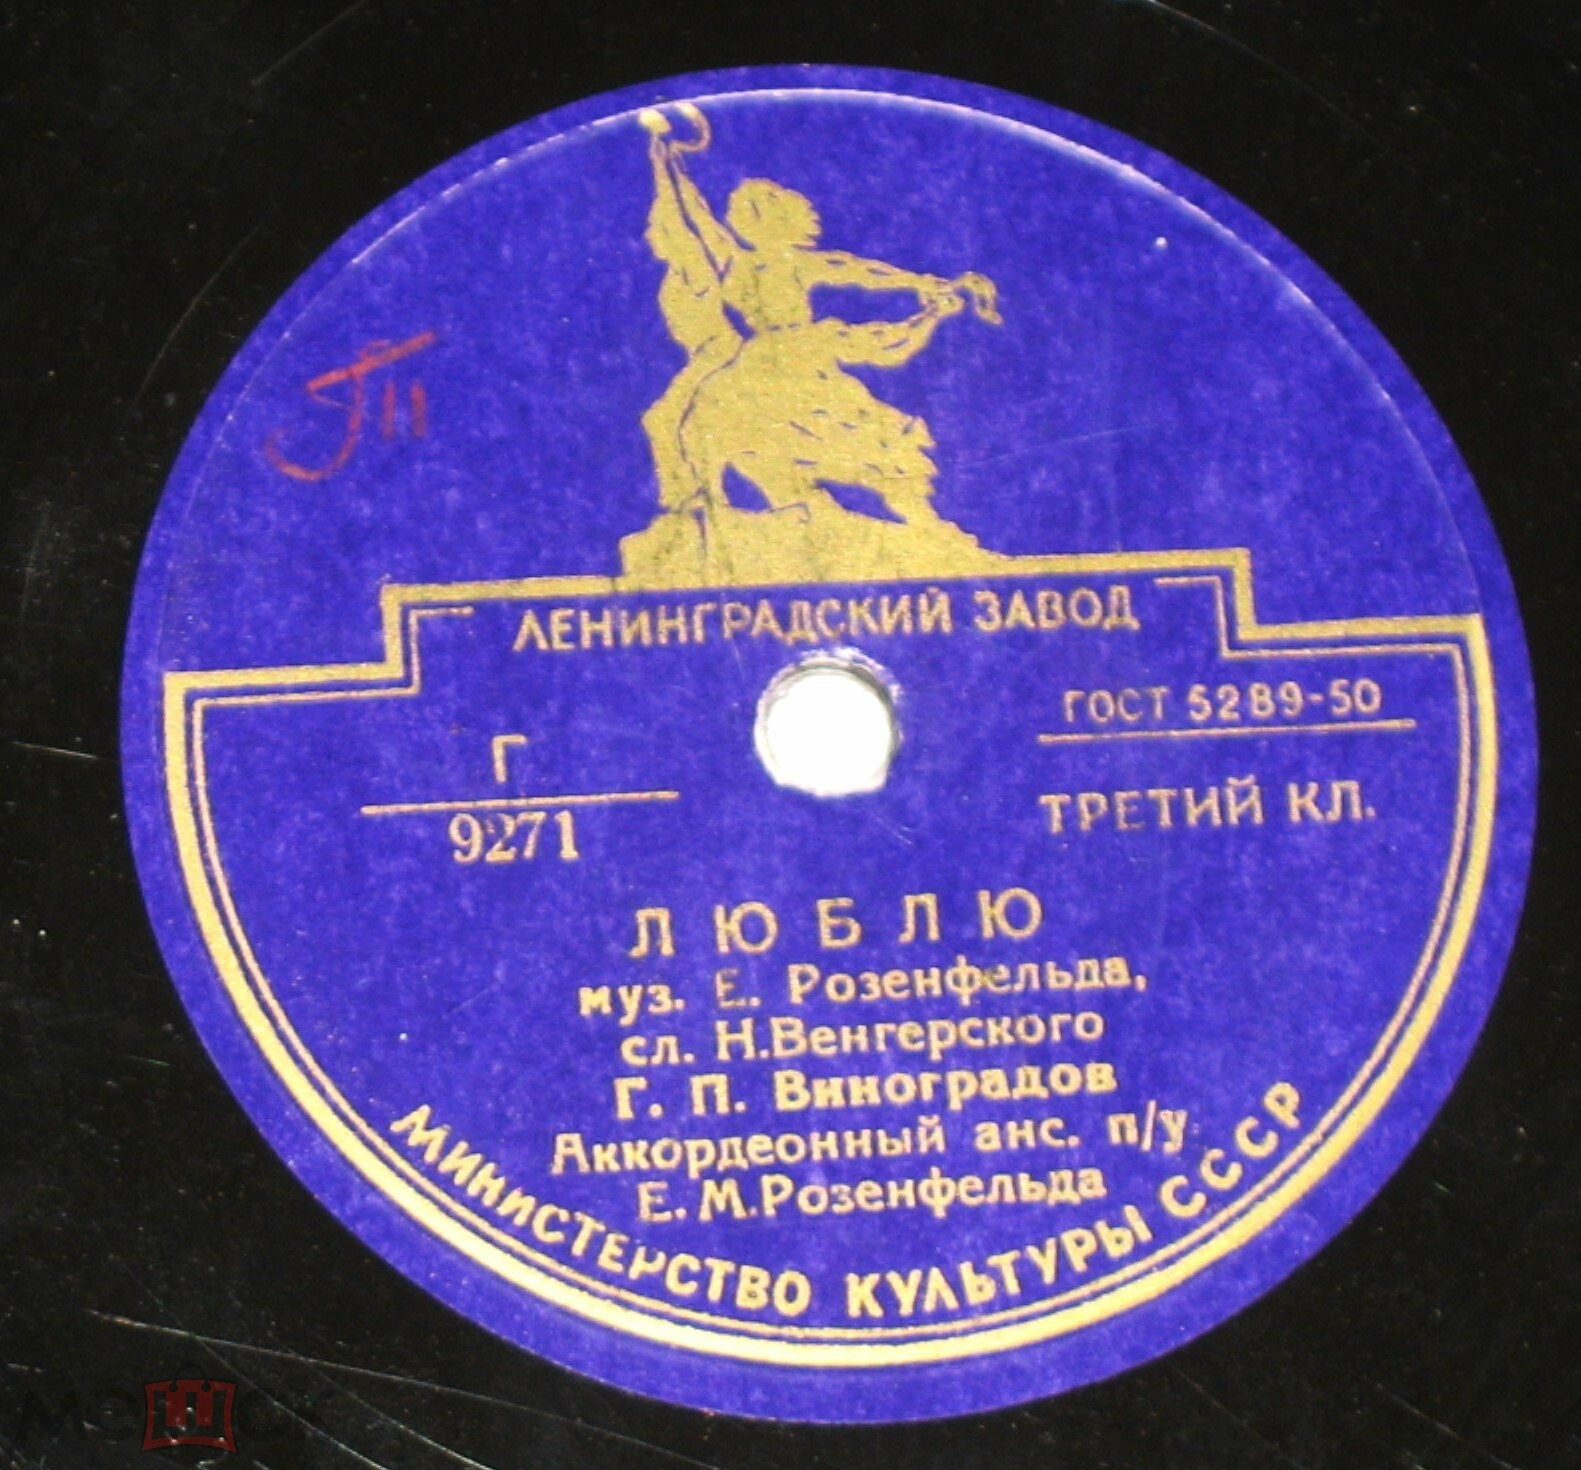 ЛЕНИНГРАДСКИЙ ЗАВОД
ГОСТ 5289-50
Г
9271
ТРЕТИЙ КЛ.
ЛЮБЛЮ
муз. Е. Розенфельда,
сл. Н.Венгерского
Г. П. Виноградов
Аккордеонный анс. п/у
Е.М.Розенфельда
МИНИСТЕРСТВО КУЛЬТУРЫ СССР